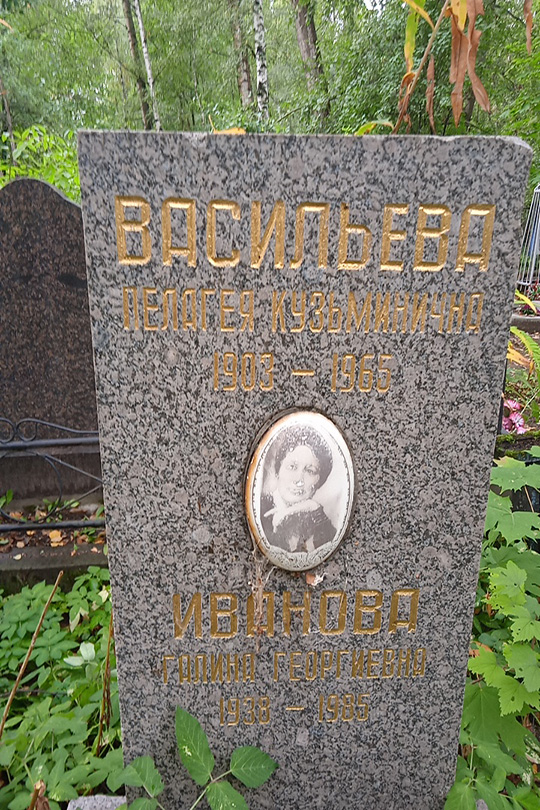 ВАСИЛЬЕВА
ПЕЛАГЕЯ КУЗЬМИНИЧНА
1903 – 1965
ИВАНОВА
ГАЛИНА ГЕОРГИЕВНА
1938 – 1985